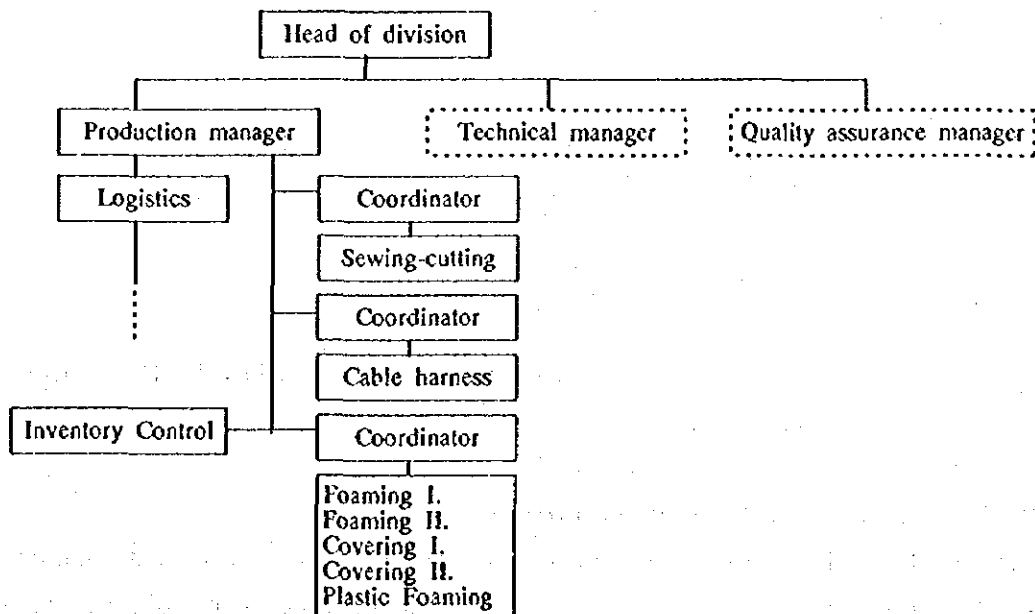 Head of division
Production manager
Technical manager
Quality assurance manager
Logistics
Coordinator
Sewing-cutting
Coordinator
Cable harness
Inventory Control
Coordinator
Foaming I.
Foaming II.
Covering I.
Covering II.
Plastic Foaming